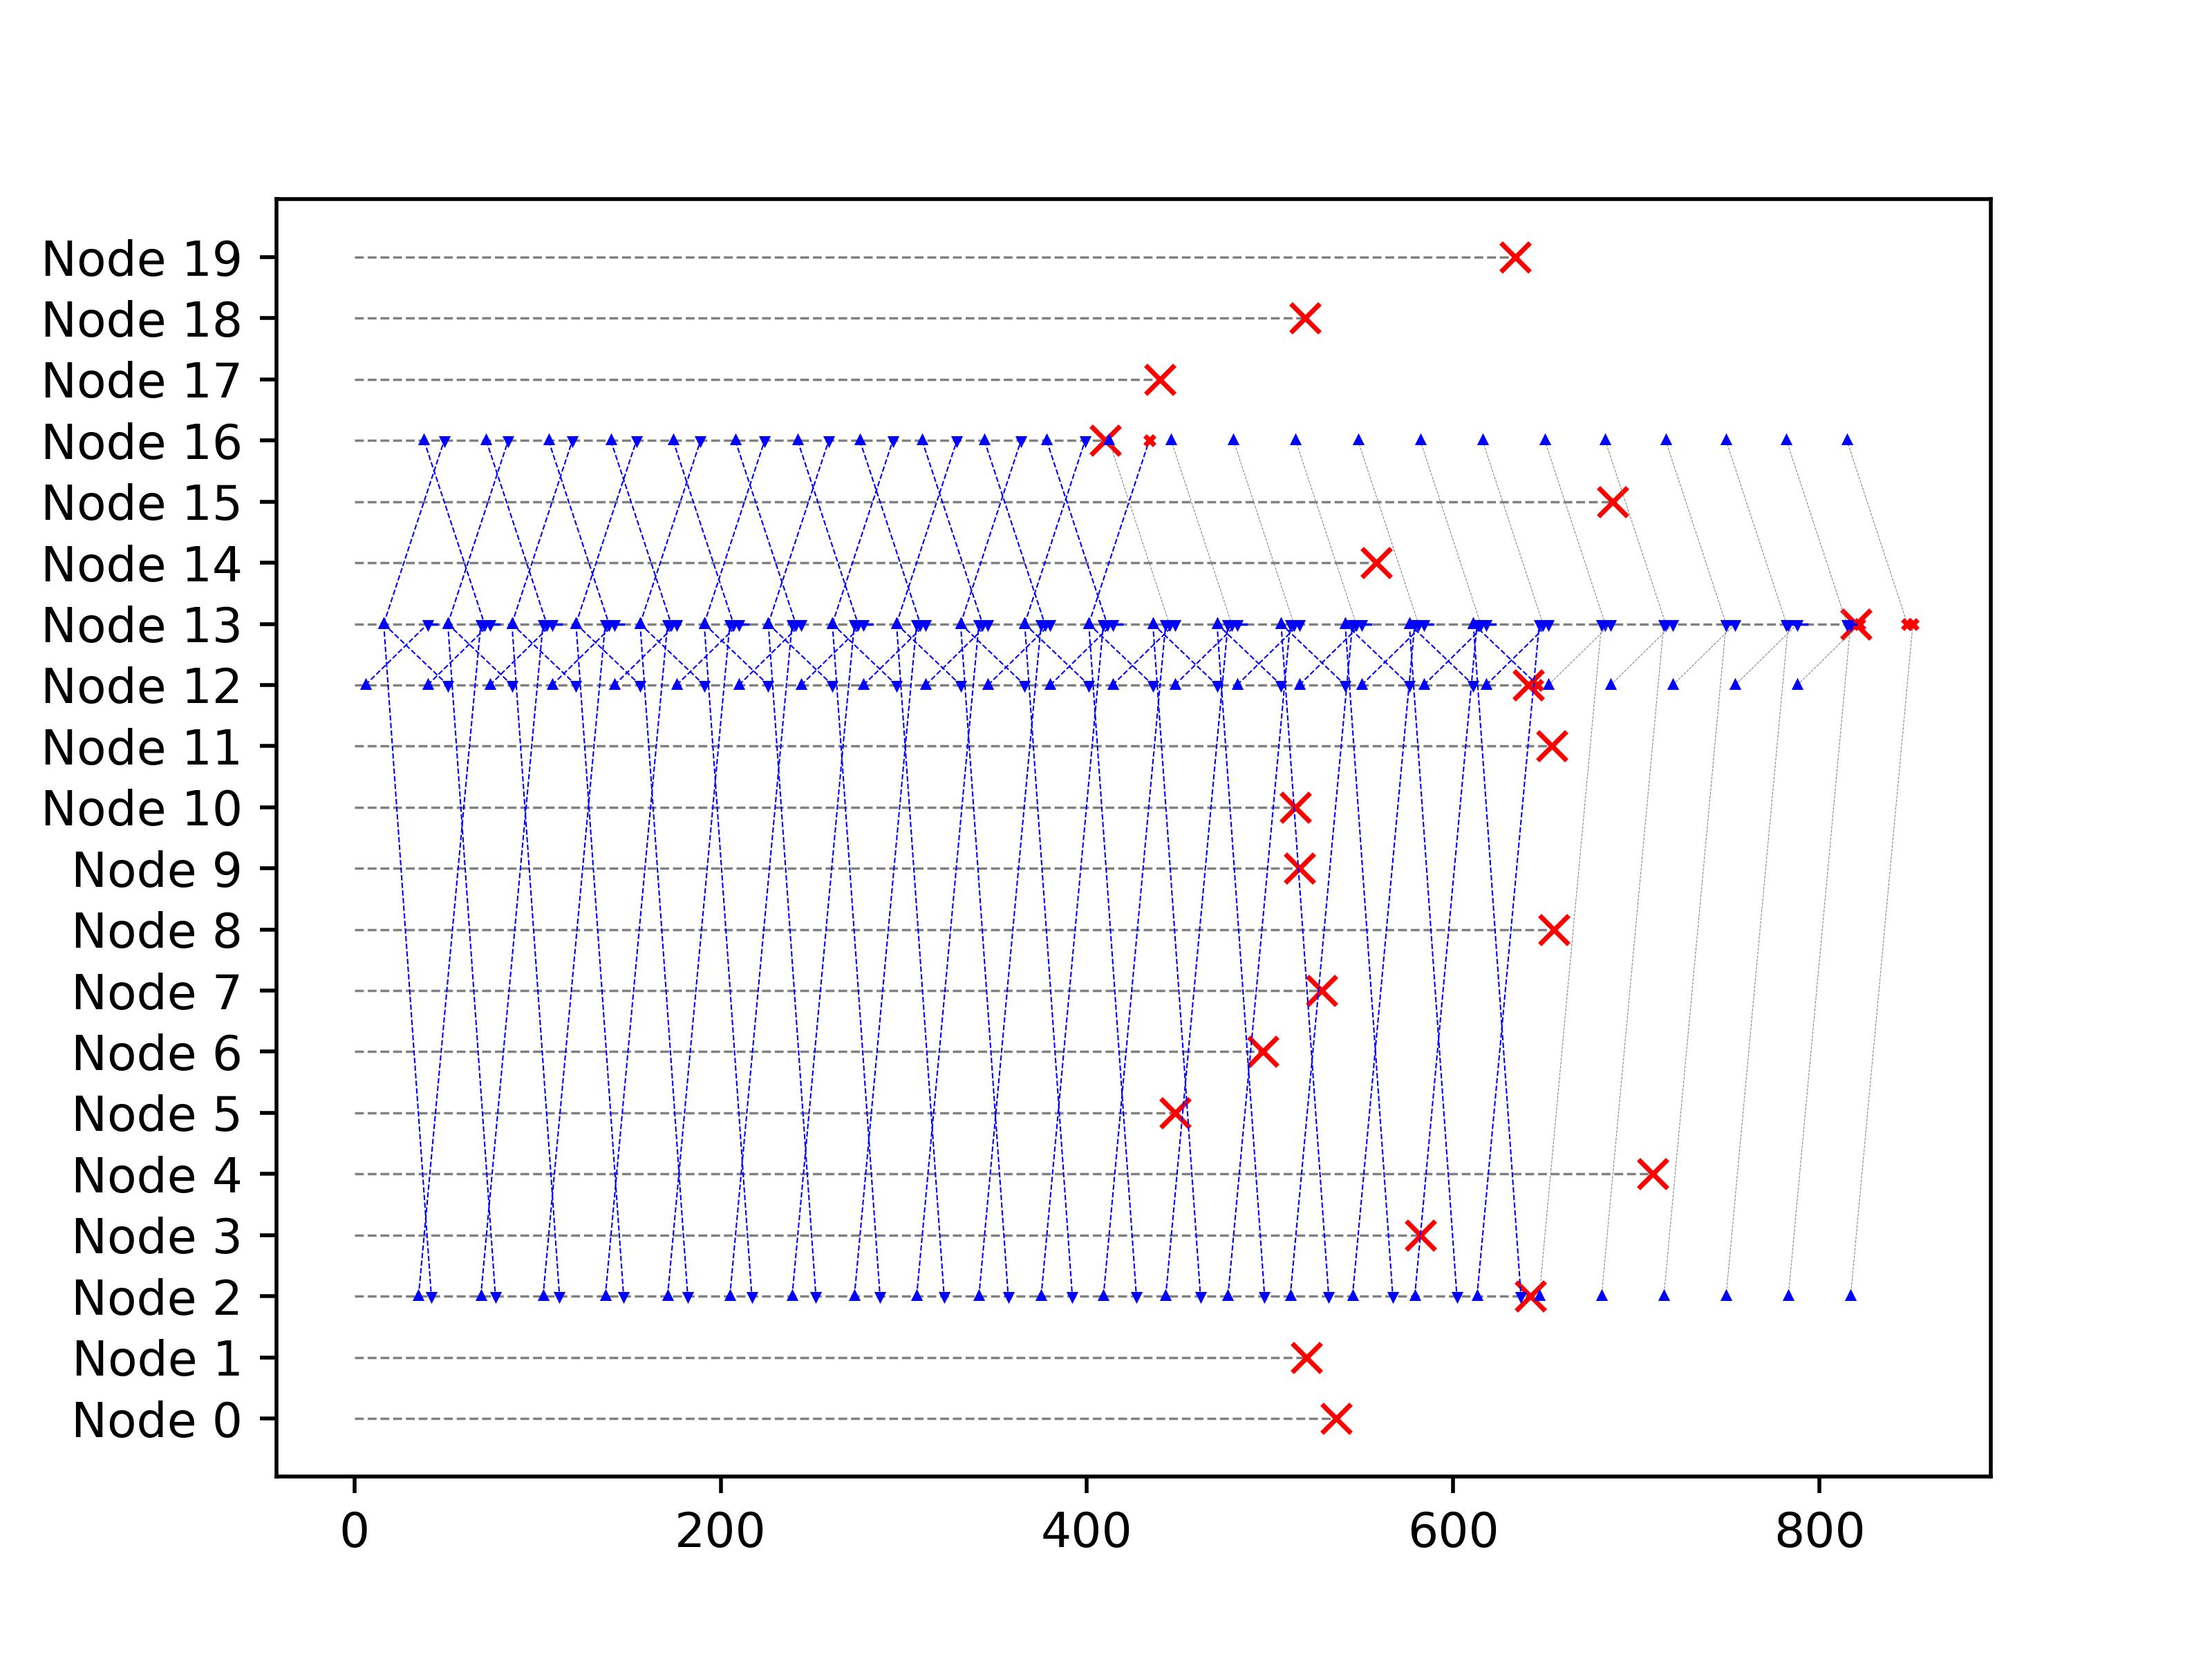 Node 19
Node 18
Node 17
Node 16
Node 15
Node 14
Node 13
Node 12
Node 11
Node 10
Node 9
Node 8
Node 7
Node 6
Node 5
Node 4
Node 3
Node 2
Node 1
Node 0
0 200 400 600 800